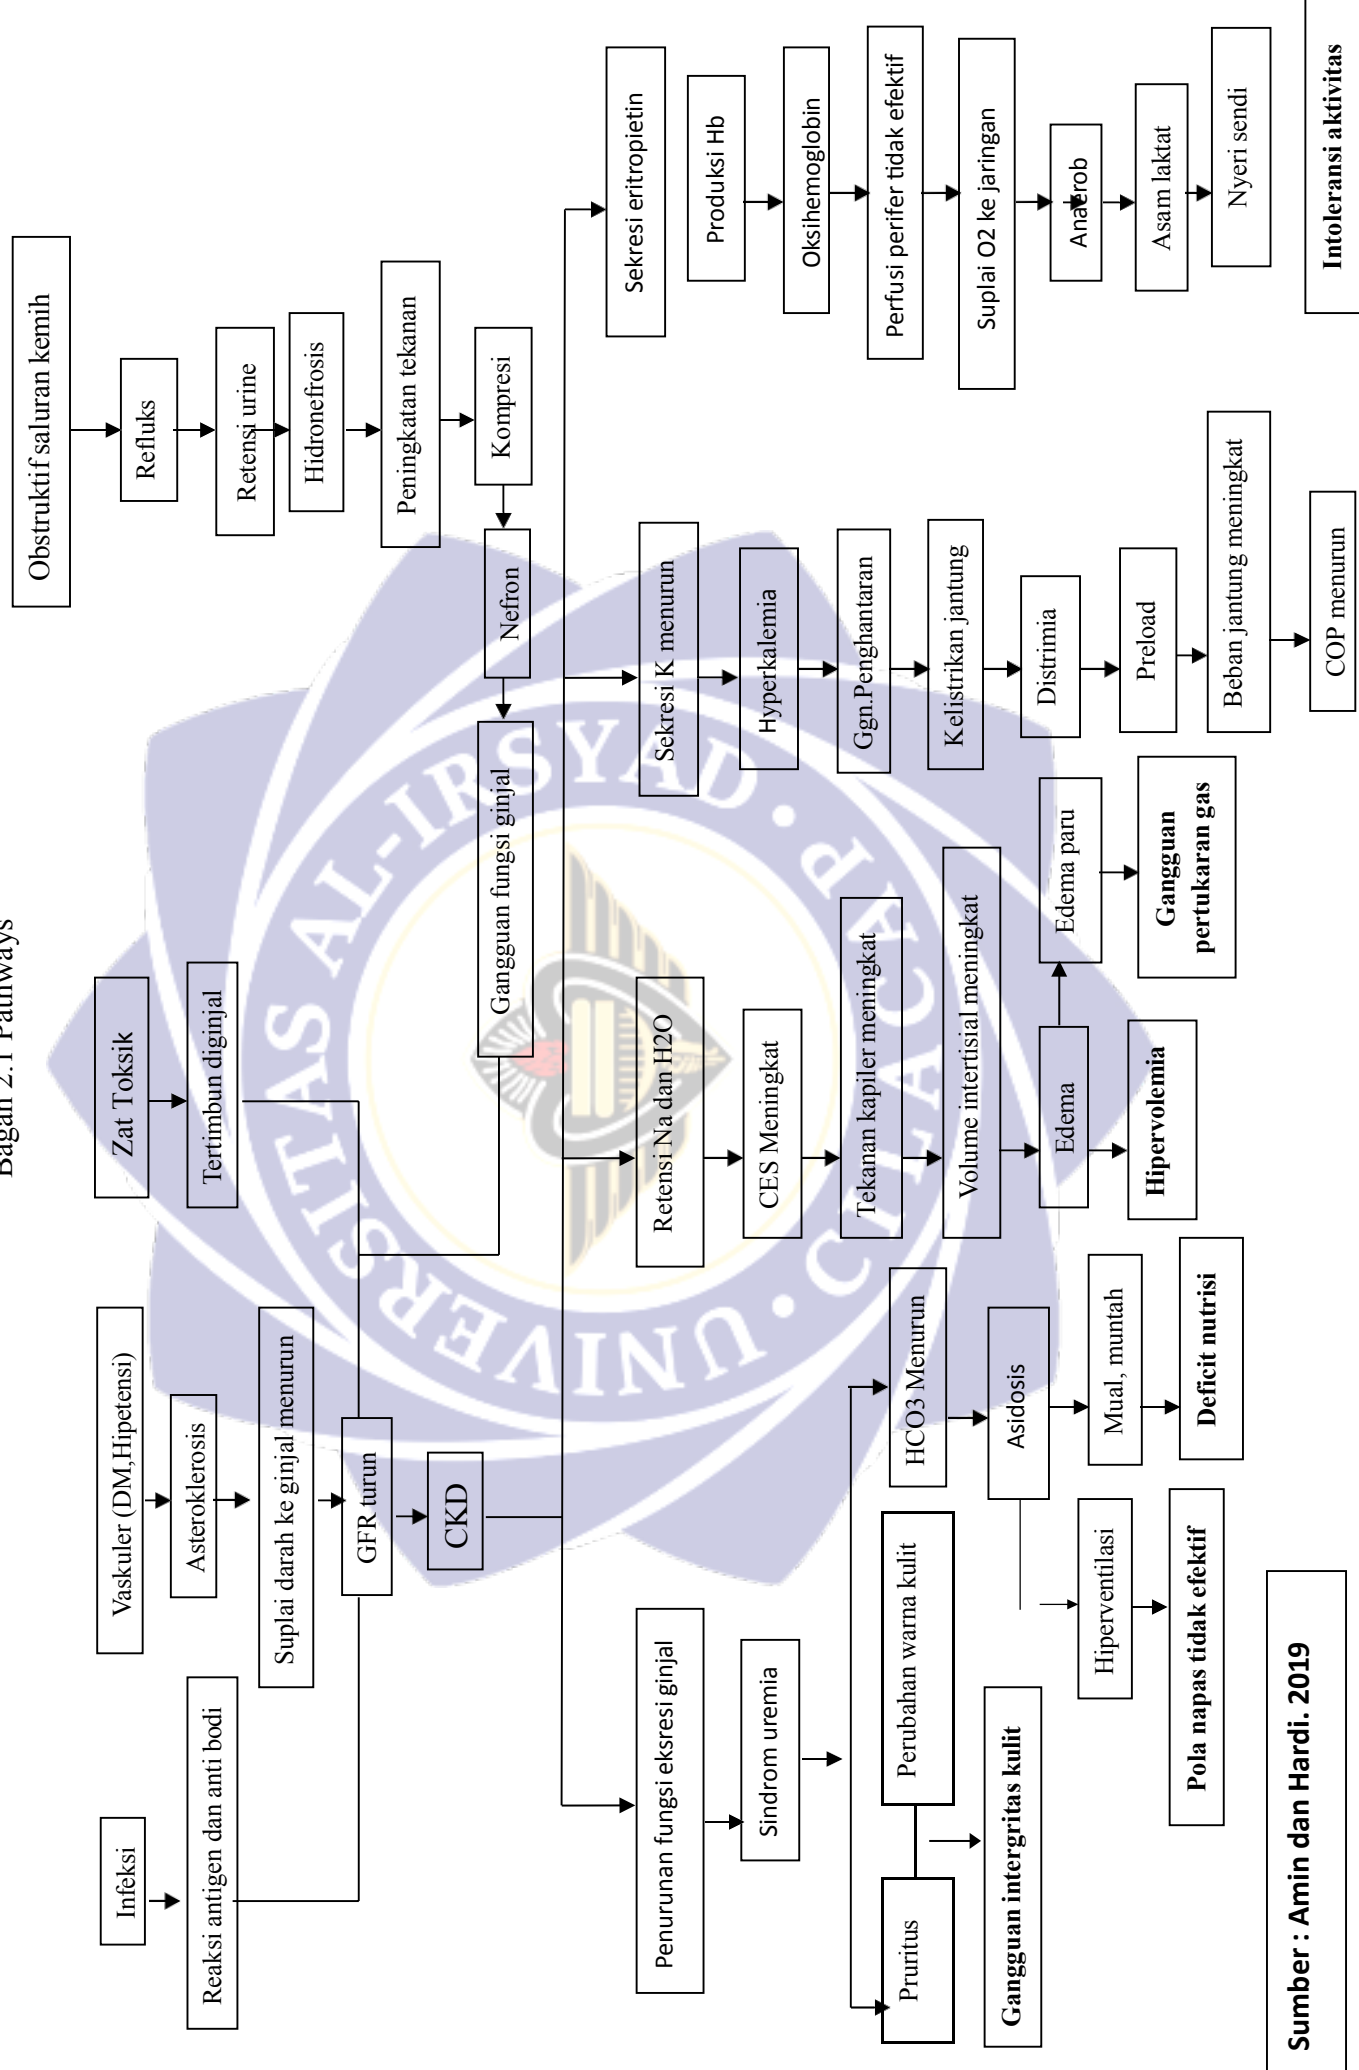 Bagan 2.1 Pathways
Infeksi
Reaksi antigen dan anti bodi
Vaskuler (DM,Hipetensi)
Asteroklerosis
Suplai darah ke ginjal menurun
GFR turun
CKD
Zat Toksik
Tertimbun diginjal
Obstruktif saluran kemih
Refluks
Retensi urine
Hidronefrosis
Peningkatan tekanan
Kompresi
Nefron
Gangguan fungsi ginjal
Penurunan fungsi eksresi ginjal
Sindrom uremia
Pruritus
Perubahan warna kulit
Gangguan intergritas kulit
HCO3 Menurun
Asidosis
Hiperventilasi
Pola napas tidak efektif
Mual, muntah
Deficit nutrisi
Retensi Na dan H2O
CES Meningkat
Tekanan kapiler meningkat
Volume intertisial meningkat
Edema
Hipervolemia
Edema paru
Gangguan
pertukaran gas
Sekresi K menurun
Hyperkalemia
Ggn.Penghantaran
Kelistrikan jantung
Distrimia
Preload
Beban jantung meningkat
COP menurun
Sekresi eritropietin
Produksi Hb
Oksihemoglobin
Perfusi perifer tidak efektif
Suplai O2 ke jaringan
Anaerob
Asam laktat
Nyeri sendi
Intoleransi aktivitas
Sumber : Amin dan Hardi. 2019
UNIVERSITAS AL-IRSYAD • CILACAP •